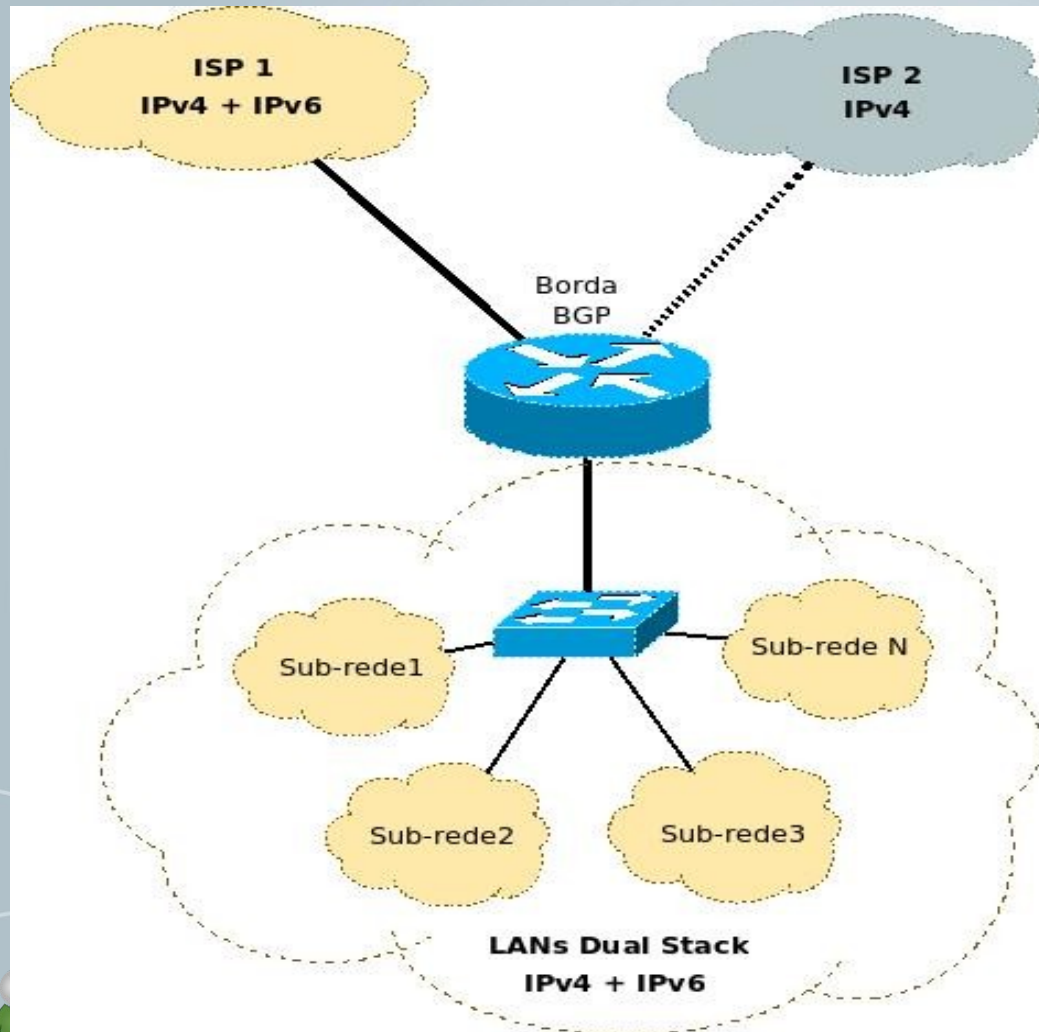 ISP 1
IPv4 + IPv6
ISP 2
IPv4
Borda
BGP
Sub-rede1
Sub-rede N
Sub-rede2
Sub-rede3
LANs Dual Stack
IPv4 + IPv6